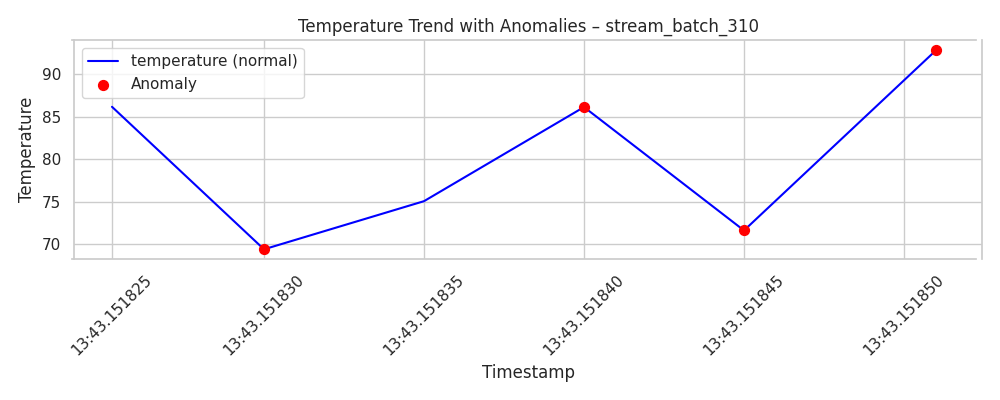 Temperature Trend with Anomalies – stream_batch_310
temperature (normal)
Anomaly
Temperature
90
85
80
75
70
13:43.151825
13:43.151830
13:43.151835
13:43.151840
13:43.151845
13:43.151850
Timestamp